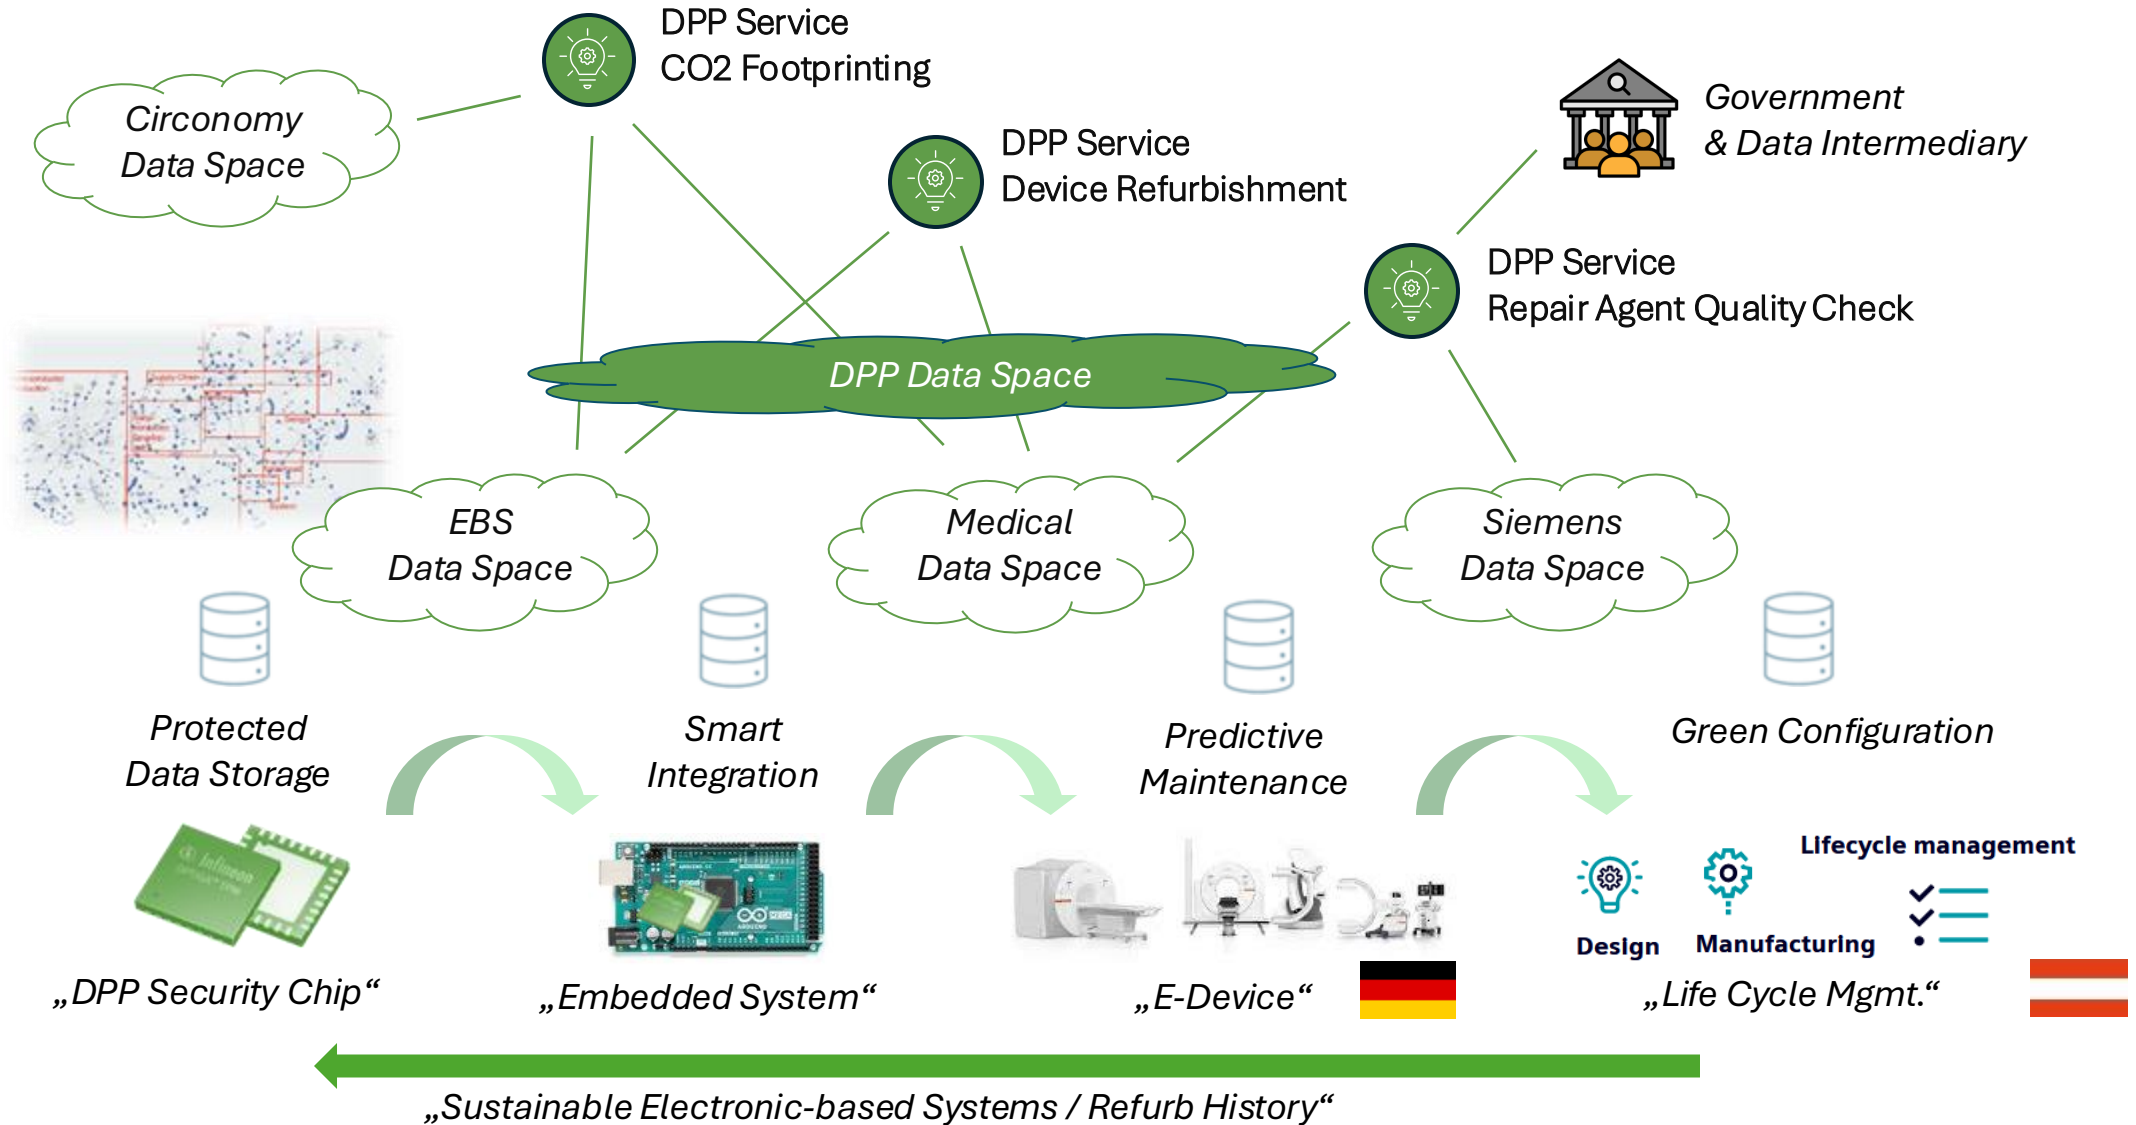 DPP Service
CO2 Footprinting
Circonomy
Data Space
DPP Service
Device Refurbishment
Government
& Data Intermediary
DPP Service
Repair Agent Quality Check
DPP Data Space
EBS
Data Space
Medical
Data Space
Siemens
Data Space
Protected
Data Storage
Smart
Integration
Predictive
Maintenance
Green Configuration
Infineon
Lifecycle management
Design
Manufacturing
„DPP Security Chip“
„Embedded System“
„E-Device“
„Life Cycle Mgmt.“
„Sustainable Electronic-based Systems / Refurb History“